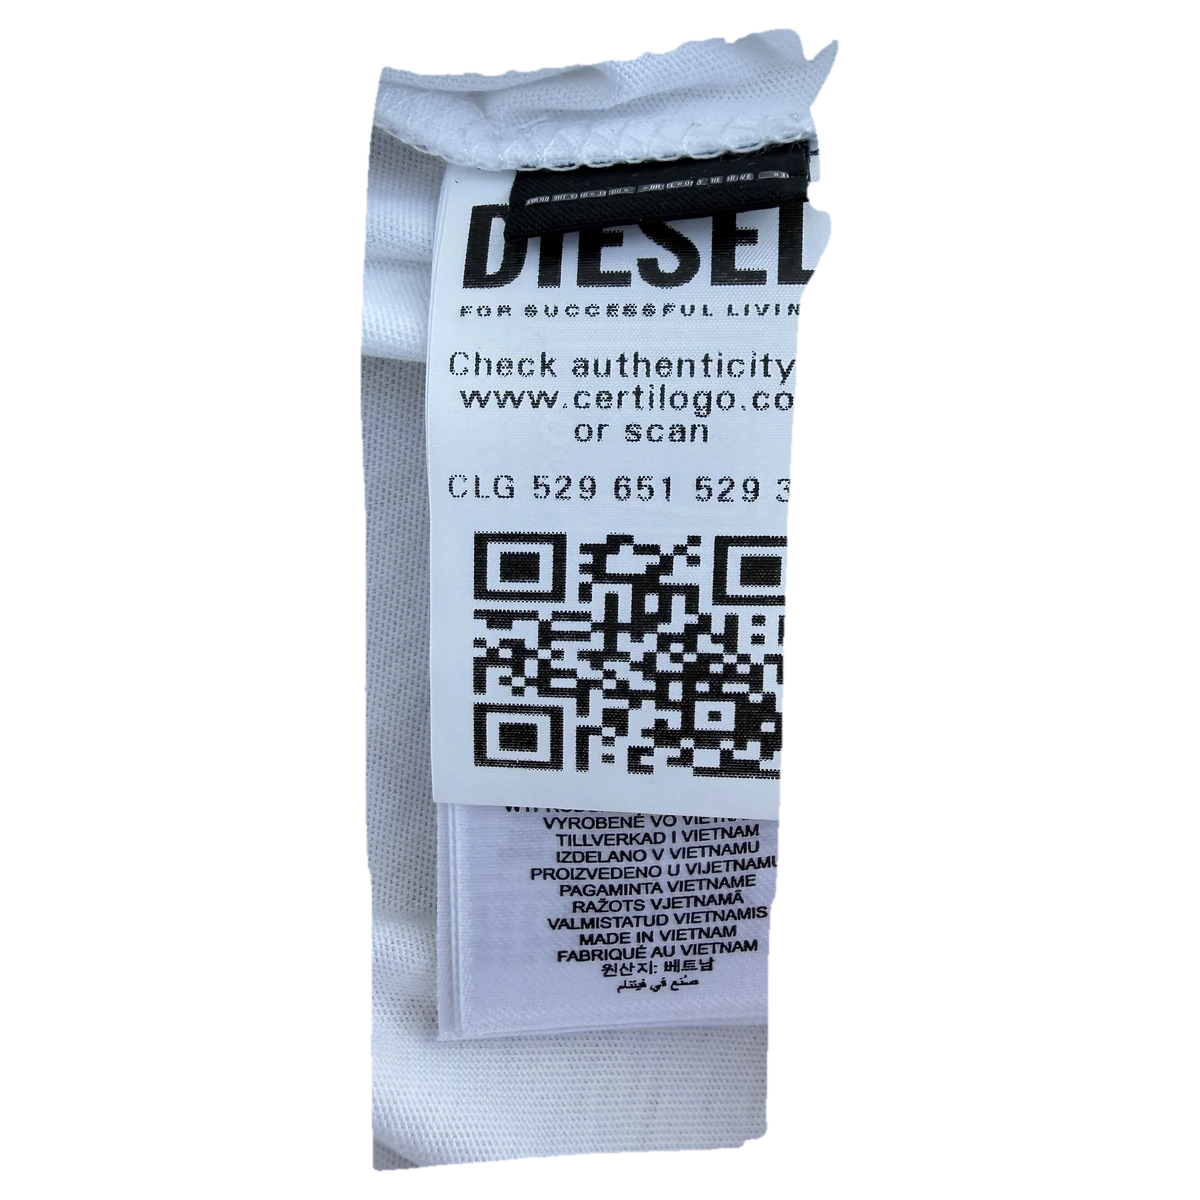 DIESEL
FOR SUCCESSFUL LIVIN
Check authenticity
www.certilogo.co
or scan
CLG 529 651 529 3
VYROBENÉ VO VIETNA
TILLVERKAD I VIETNAM
IZDELANO V VIETNAMU
PROIZVEDENO U VIJETNAMU
PAGAMINTA VIETNAME
RAŽOTS VJETNAMĀ
VALMISTATUD VIETNAMIS
MADE IN VIETNAM
FABRIQUÉ AU VIETNAM
원산지: 베트남
صنع في فيتنام